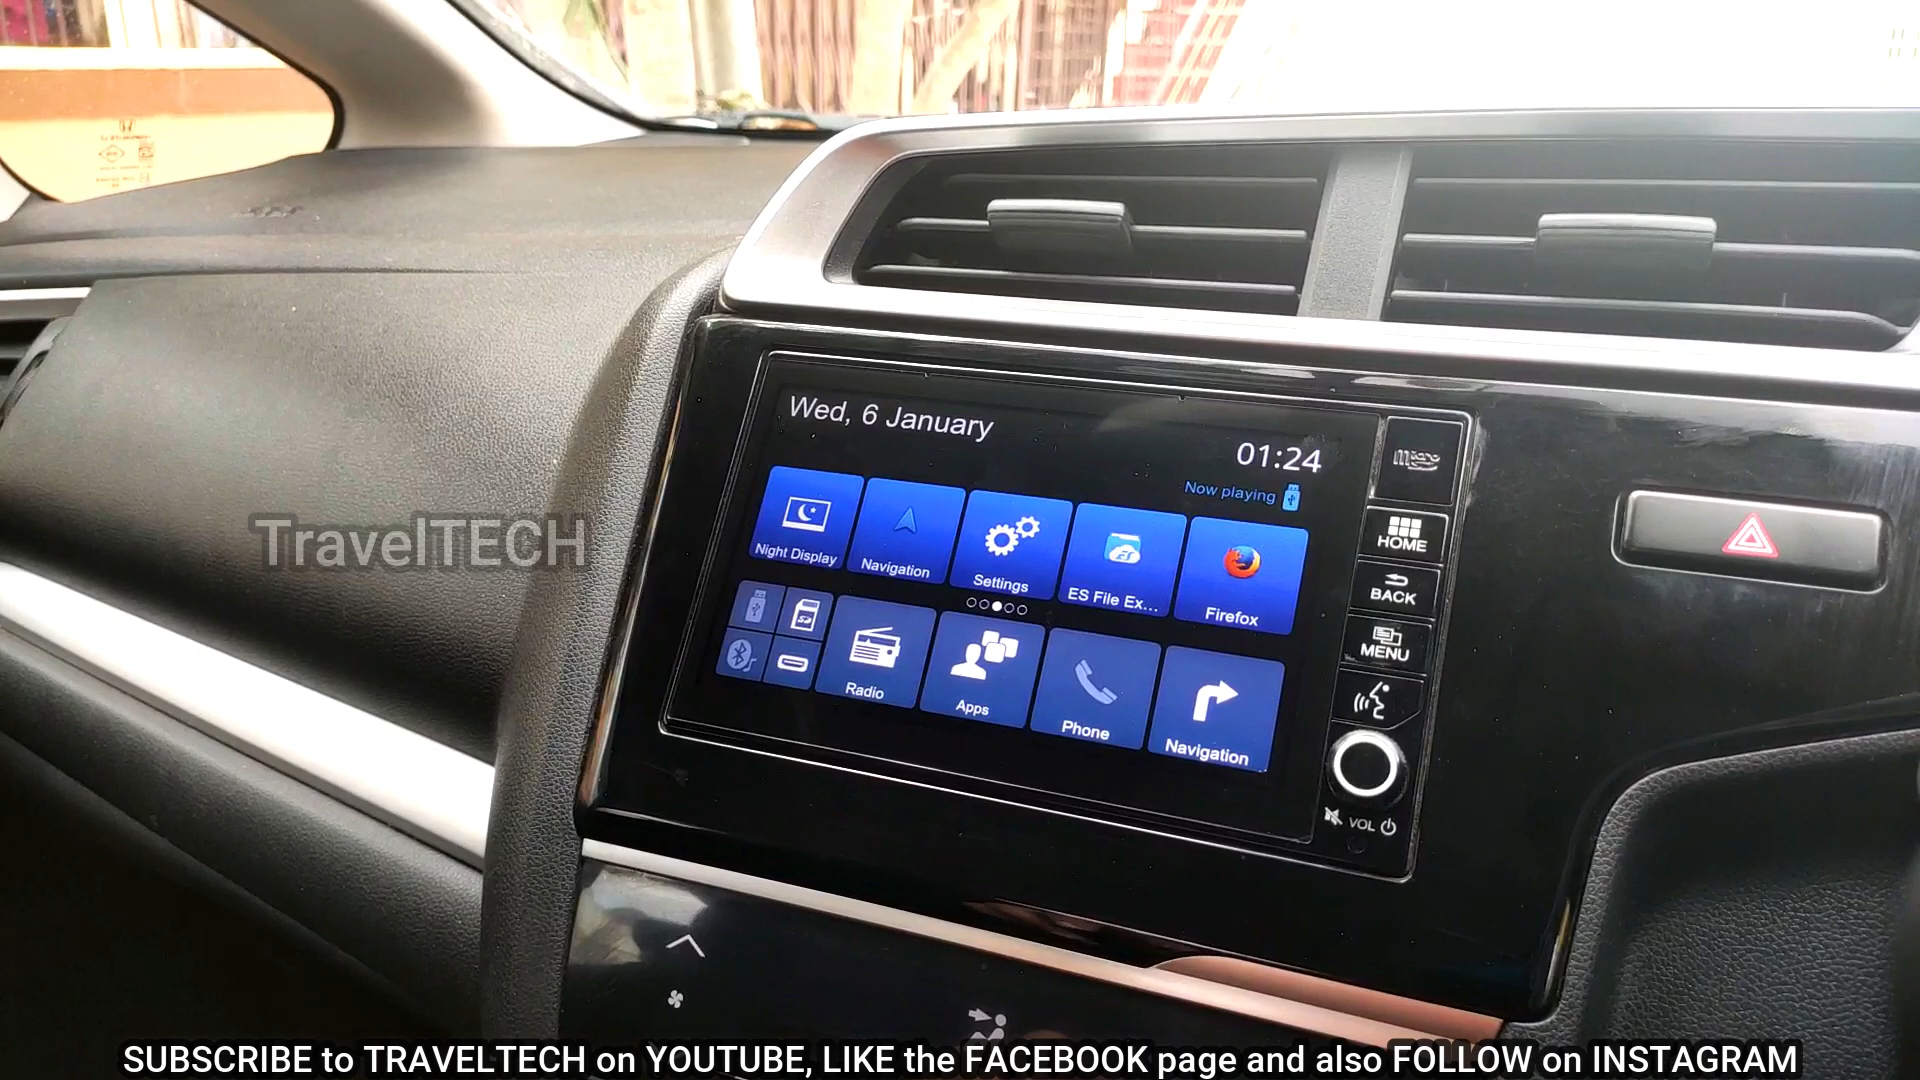 Wed, 6 January
01:24
Now playing
Night Display
Navigation
Settings
ES File Ex...
Firefox
Radio
Apps
Phone
Navigation
micro
HOME
BACK
MENU
VOL
TravelTECH
SUBSCRIBE to TRAVELTECH on YOUTUBE, LIKE the FACEBOOK page and also FOLLOW on INSTAGRAM